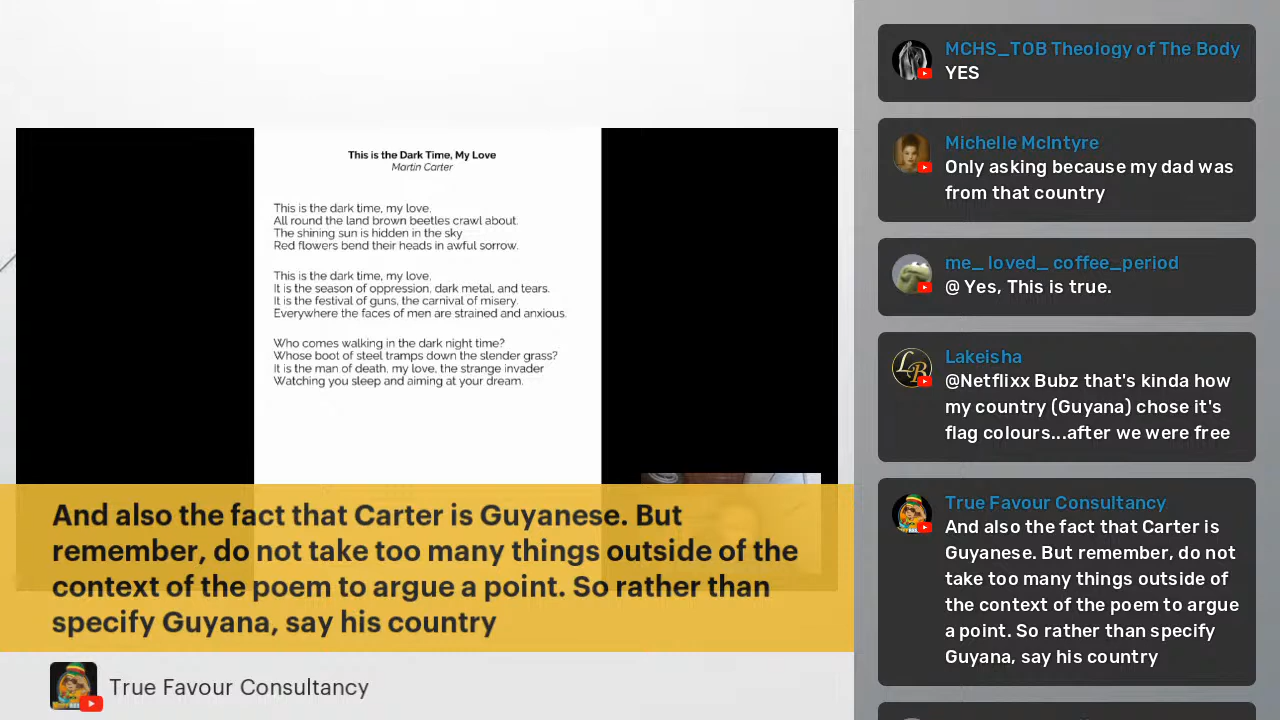 This is the Dark Time, My Love
Martin Carter
This is the dark time, my love,
All round the land brown beetles crawl about.
The shining sun is hidden in the sky
Red flowers bend their heads in awful sorrow.
This is the dark time, my love,
It is the season of oppression, dark metal, and tears.
It is the festival of guns, the carnival of misery.
Everywhere the faces of men are strained and anxious.
Who comes walking in the dark night time?
Whose boot of steel tramps down the slender grass?
It is the man of death, my love, the strange invader
Watching you sleep and aiming at your dream.
And also the fact that Carter is Guyanese. But
remember, do not take too many things outside of the
context of the poem to argue a point. So rather than
specify Guyana, say his country
True Favour Consultancy
MCHS_TOB Theology of The Body
YES
Michelle McIntyre
Only asking because my dad was
from that country
me_ loved_ coffee_period
@ Yes, This is true.
Lakeisha
@Netflixx Bubz that's kinda how
my country (Guyana) chose it's
flag colours...after we were free
True Favour Consultancy
And also the fact that Carter is
Guyanese. But remember, do not
take too many things outside of
the context of the poem to argue
a point. So rather than specify
Guyana, say his country